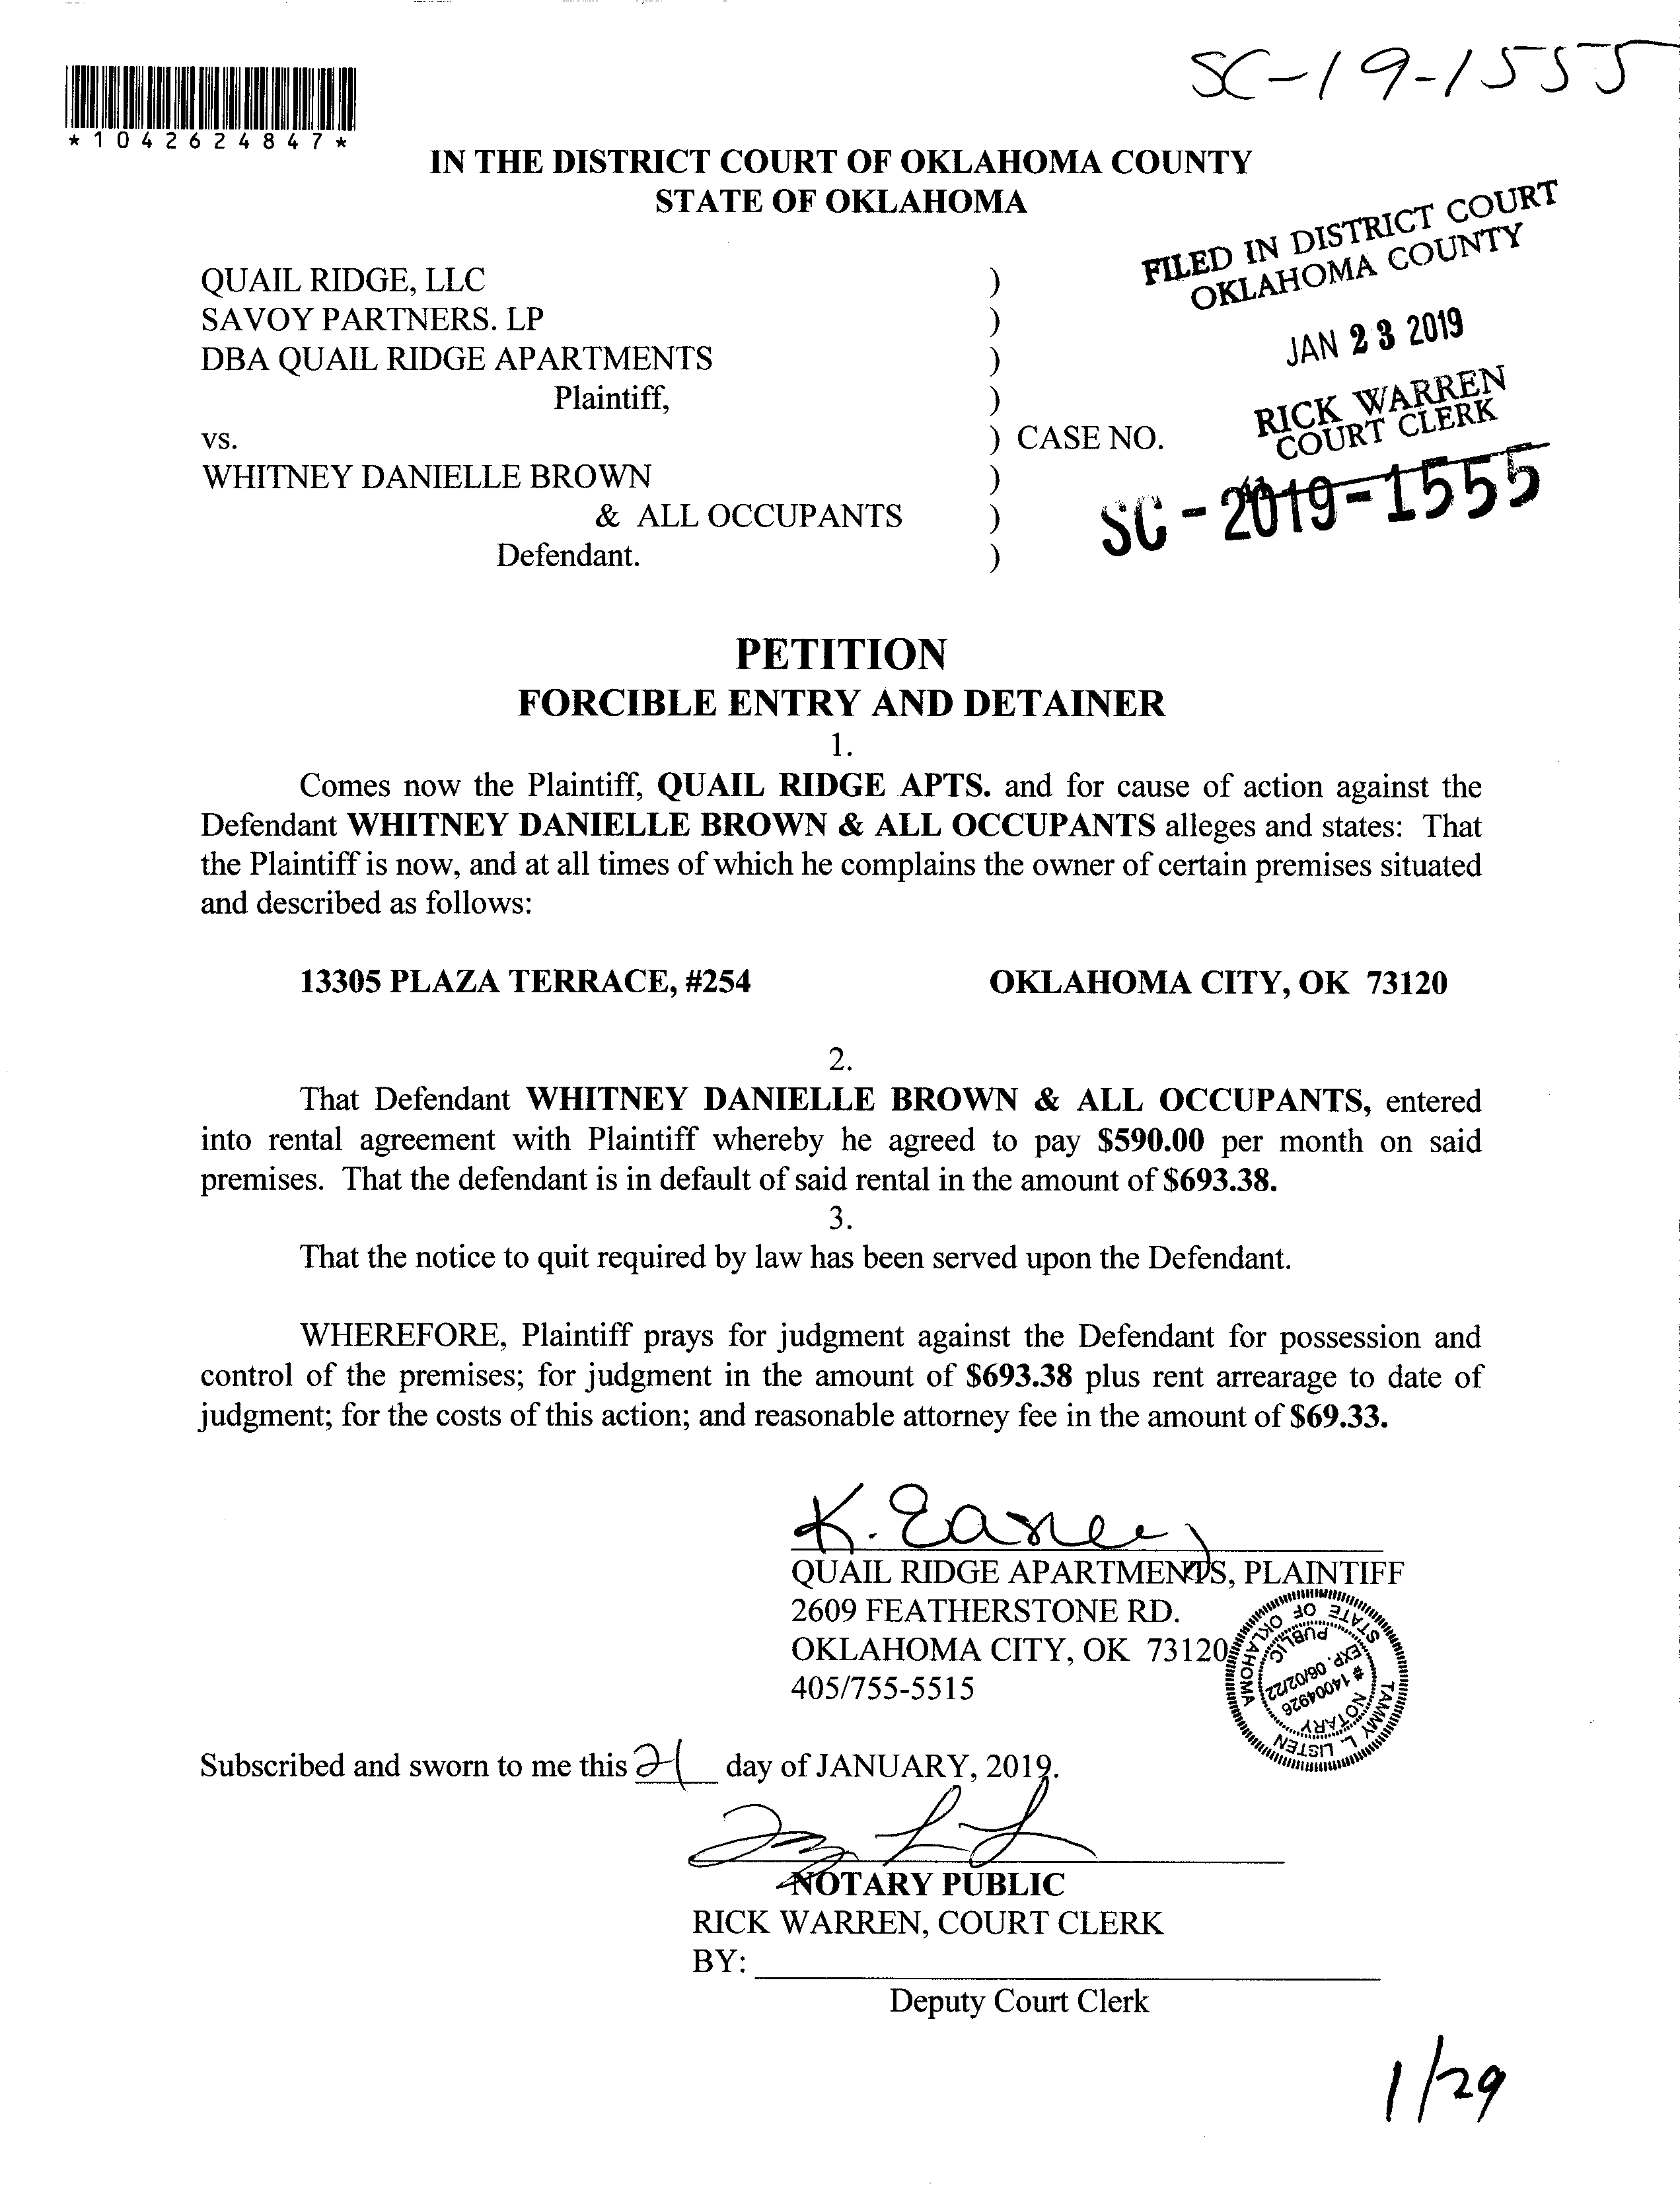 SC-19-1555
*1042624847*
IN THE DISTRICT COURT OF OKLAHOMA COUNTY
STATE OF OKLAHOMA
FILED IN DISTRICT COURT
OKLAHOMA COUNTY
JAN 23 2019
RICK WARREN
COURT CLERK
QUAIL RIDGE, LLC )
SAVOY PARTNERS. LP )
DBA QUAIL RIDGE APARTMENTS )
Plaintiff, )
vs. ) CASE NO.
SC-2019-1555
WHITNEY DANIELLE BROWN )
& ALL OCCUPANTS )
Defendant. )
PETITION
FORCIBLE ENTRY AND DETAINER
1.
Comes now the Plaintiff, QUAIL RIDGE APTS. and for cause of action against the
Defendant WHITNEY DANIELLE BROWN & ALL OCCUPANTS alleges and states: That
the Plaintiff is now, and at all times of which he complains the owner of certain premises situated
and described as follows:
13305 PLAZA TERRACE, #254 OKLAHOMA CITY, OK 73120
2.
That Defendant WHITNEY DANIELLE BROWN & ALL OCCUPANTS, entered
into rental agreement with Plaintiff whereby he agreed to pay $590.00 per month on said
premises. That the defendant is in default of said rental in the amount of $693.38.
3.
That the notice to quit required by law has been served upon the Defendant.
WHEREFORE, Plaintiff prays for judgment against the Defendant for possession and
control of the premises; for judgment in the amount of $693.38 plus rent arrearage to date of
judgment; for the costs of this action; and reasonable attorney fee in the amount of $69.33.
K.
QUAIL RIDGE APARTMENTS, PLAINTIFF
2609 FEATHERSTONE RD.
OKLAHOMA CITY, OK 73120
405/755-5515
TAMMY L. LISTEN
STATE OF OKLAHOMA
NOTARY
PUBLIC
# 14004926
EXP. 06/02/22
Subscribed and sworn to me this 21 day of JANUARY, 2019.
NOTARY PUBLIC
RICK WARREN, COURT CLERK
BY:
Deputy Court Clerk
1/29